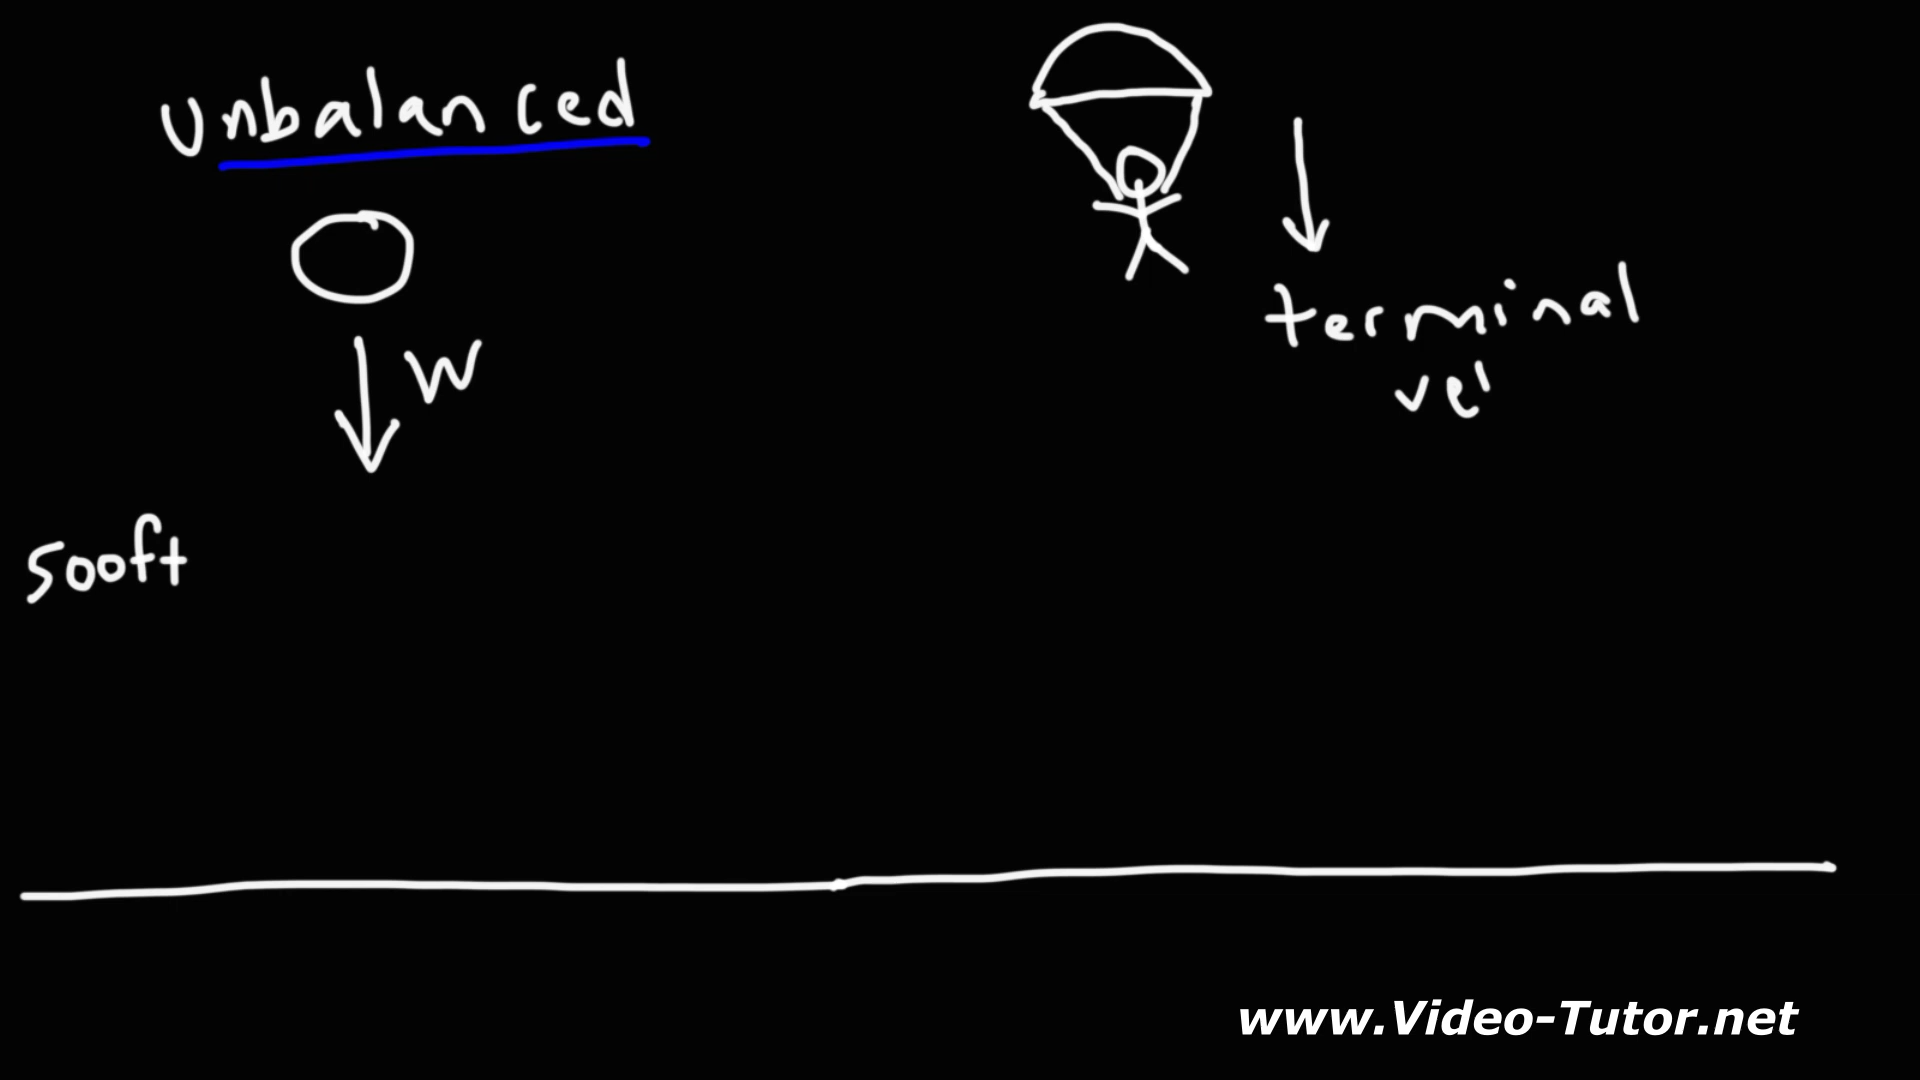 Unbalanced
W
terminal
vel
500ft
www.Video-Tutor.net